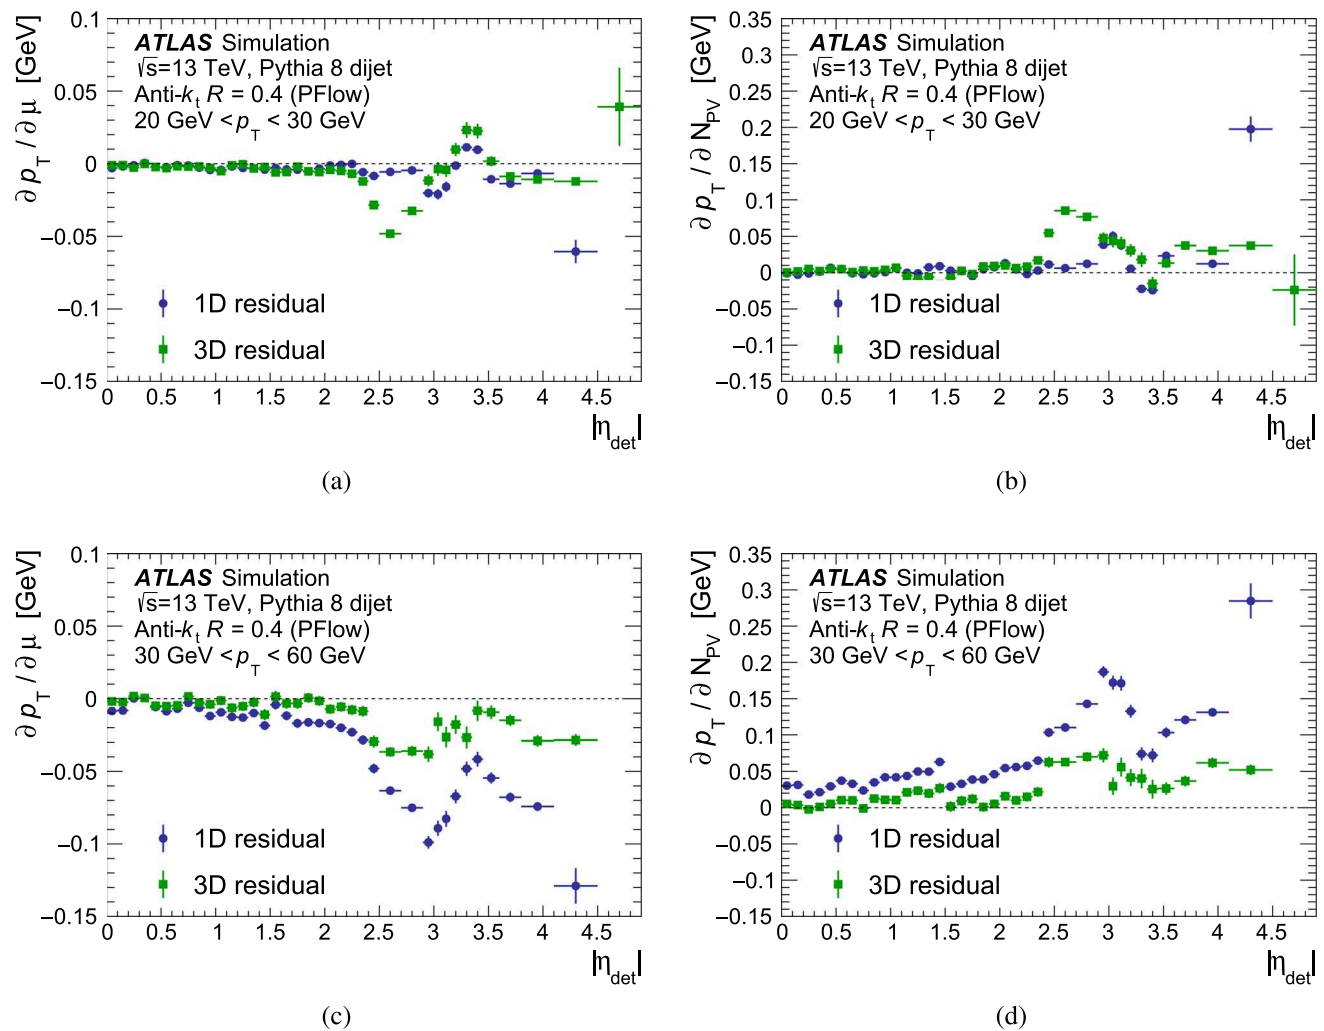 ∂ p_T / ∂ μ [GeV]
0.1
0.05
0
−0.05
−0.1
−0.15
ATLAS Simulation
√s=13 TeV, Pythia 8 dijet
Anti-k_t R = 0.4 (PFlow)
20 GeV < p_T < 30 GeV
1D residual
3D residual
0 0.5 1 1.5 2 2.5 3 3.5 4 4.5
|η_det|
(a)
∂ p_T / ∂ N_PV [GeV]
0.35
0.3
0.25
0.2
0.15
0.1
0.05
0
−0.05
−0.1
−0.15
ATLAS Simulation
√s=13 TeV, Pythia 8 dijet
Anti-k_t R = 0.4 (PFlow)
20 GeV < p_T < 30 GeV
1D residual
3D residual
0 0.5 1 1.5 2 2.5 3 3.5 4 4.5
|η_det|
(b)
∂ p_T / ∂ μ [GeV]
0.1
0.05
0
−0.05
−0.1
−0.15
ATLAS Simulation
√s=13 TeV, Pythia 8 dijet
Anti-k_t R = 0.4 (PFlow)
30 GeV < p_T < 60 GeV
1D residual
3D residual
0 0.5 1 1.5 2 2.5 3 3.5 4 4.5
|η_det|
(c)
∂ p_T / ∂ N_PV [GeV]
0.35
0.3
0.25
0.2
0.15
0.1
0.05
0
−0.05
−0.1
−0.15
ATLAS Simulation
√s=13 TeV, Pythia 8 dijet
Anti-k_t R = 0.4 (PFlow)
30 GeV < p_T < 60 GeV
1D residual
3D residual
0 0.5 1 1.5 2 2.5 3 3.5 4 4.5
|η_det|
(d)